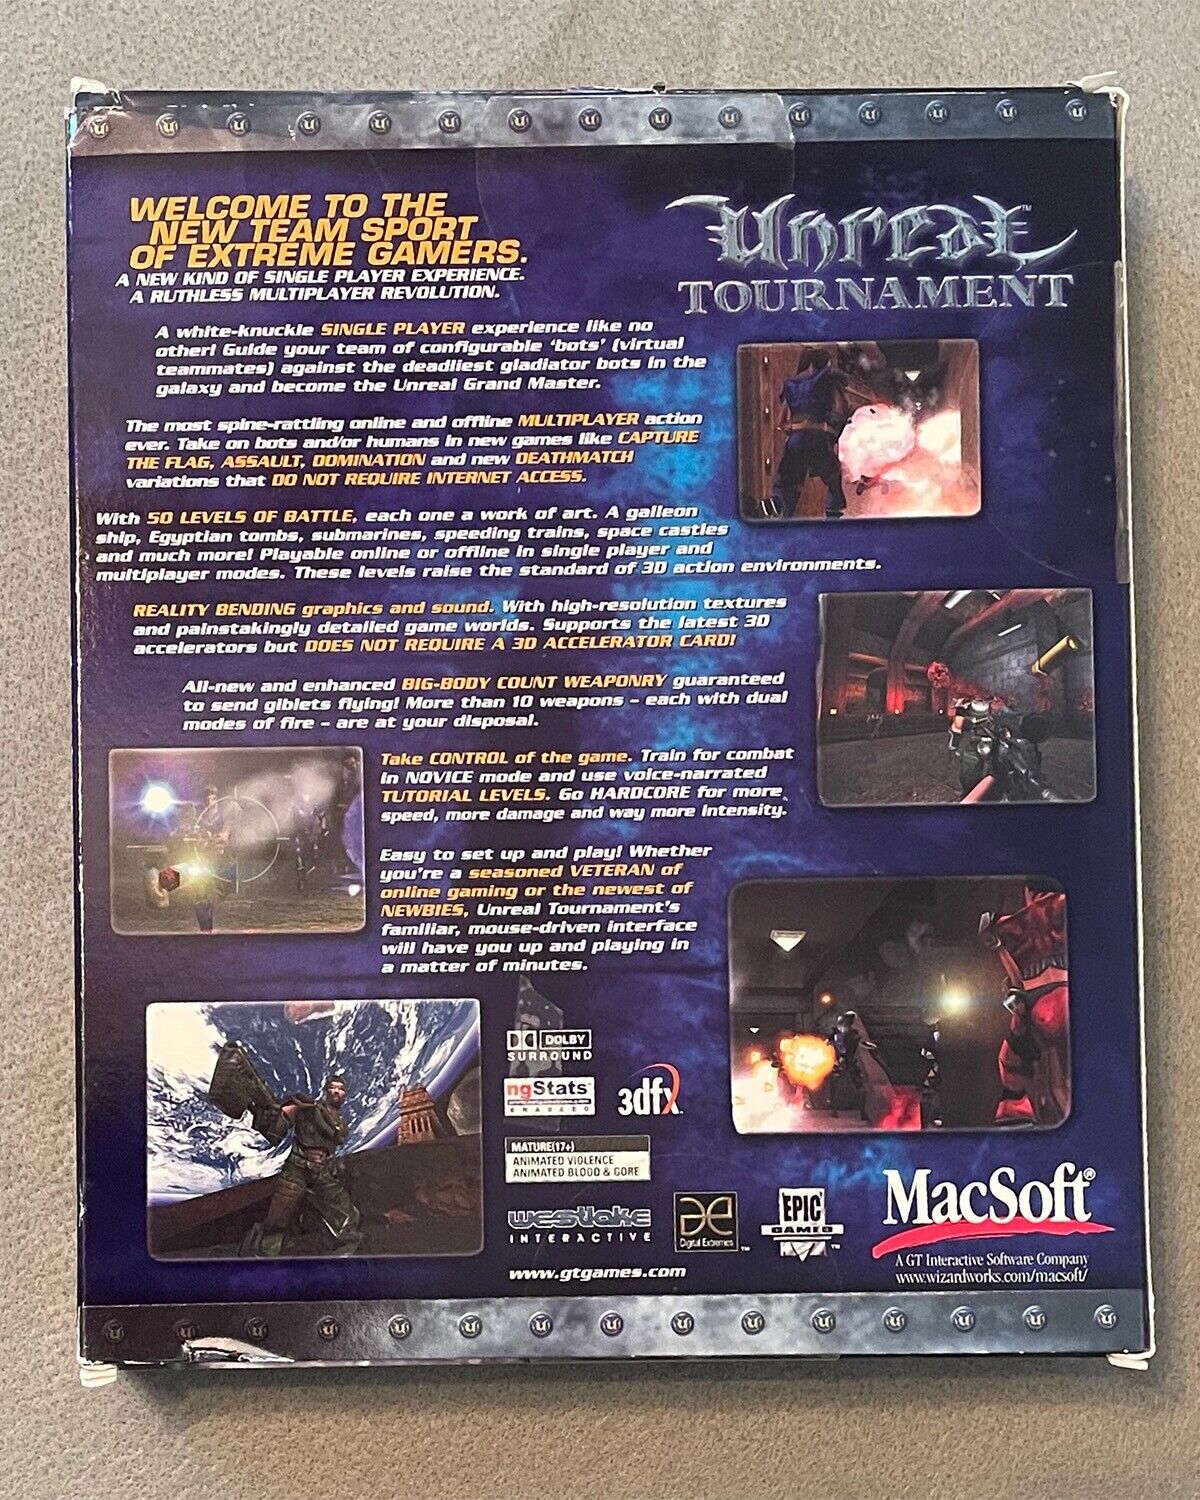 WELCOME TO THE
NEW TEAM SPORT
OF EXTREME GAMERS.
A NEW KIND OF SINGLE PLAYER EXPERIENCE.
A RUTHLESS MULTIPLAYER REVOLUTION.
Unreal™
TOURNAMENT
A white-knuckle SINGLE PLAYER experience like no
other! Guide your team of configurable 'bots' (virtual
teammates) against the deadliest gladiator bots in the
galaxy and become the Unreal Grand Master.
The most spine-rattling online and offline MULTIPLAYER action
ever. Take on bots and/or humans in new games like CAPTURE
THE FLAG, ASSAULT, DOMINATION and new DEATHMATCH
variations that DO NOT REQUIRE INTERNET ACCESS.
With 50 LEVELS OF BATTLE, each one a work of art. A galleon
ship, Egyptian tombs, submarines, speeding trains, space castles
and much more! Playable online or offline in single player and
multiplayer modes. These levels raise the standard of 3D action environments.
REALITY BENDING graphics and sound. With high-resolution textures
and painstakingly detailed game worlds. Supports the latest 3D
accelerators but DOES NOT REQUIRE A 3D ACCELERATOR CARD!
All-new and enhanced BIG-BODY COUNT WEAPONRY guaranteed
to send giblets flying! More than 10 weapons - each with dual
modes of fire - are at your disposal.
Take CONTROL of the game. Train for combat
in NOVICE mode and use voice-narrated
TUTORIAL LEVELS. Go HARDCORE for more
speed, more damage and way more intensity.
Easy to set up and play! Whether
you're a seasoned VETERAN of
online gaming or the newest of
NEWBIES, Unreal Tournament's
familiar, mouse-driven interface
will have you up and playing in
a matter of minutes.
DOLBY
SURROUND
ngStats
ENABLED
3dfx
MATURE(17+)
ANIMATED VIOLENCE
ANIMATED BLOOD & GORE
westlake
INTERACTIVE
Digital Extremes™
EPIC
GAMES™
MacSoft®
A GT Interactive Software Company
www.wizardworks.com/macsoft/
www.gtgames.com